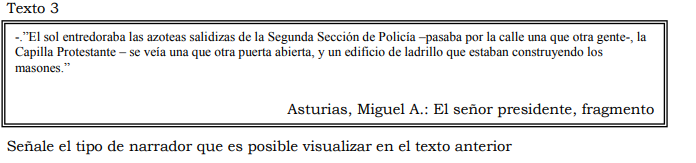 Texto 3
-."El sol entredoraba las azoteas salidizas de la Segunda Sección de Policía –pasaba por la calle una que otra gente-, la
Capilla Protestante – se veía una que otra puerta abierta, y un edificio de ladrillo que estaban construyendo los
masones."
Asturias, Miguel A.: El señor presidente, fragmento
Señale el tipo de narrador que es posible visualizar en el texto anterior